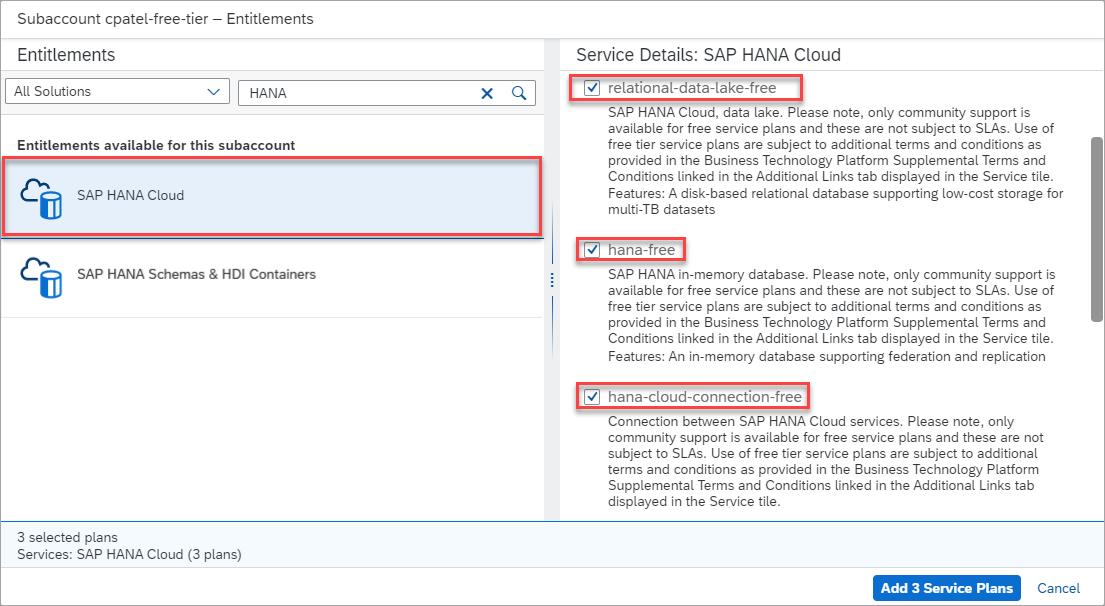 Subaccount cpatel-free-tier – Entitlements
Entitlements
All Solutions
HANA
Entitlements available for this subaccount
SAP HANA Cloud
SAP HANA Schemas & HDI Containers
Service Details: SAP HANA Cloud
relational-data-lake-free
SAP HANA Cloud, data lake. Please note, only community support is
available for free service plans and these are not subject to SLAs. Use of
free tier service plans are subject to additional terms and conditions as
provided in the Business Technology Platform Supplemental Terms and
Conditions linked in the Additional Links tab displayed in the Service tile.
Features: A disk-based relational database supporting low-cost storage for
multi-TB datasets
hana-free
SAP HANA in-memory database. Please note, only community support is
available for free service plans and these are not subject to SLAs. Use of
free tier service plans are subject to additional terms and conditions as
provided in the Business Technology Platform Supplemental Terms and
Conditions linked in the Additional Links tab displayed in the Service tile.
Features: An in-memory database supporting federation and replication
hana-cloud-connection-free
Connection between SAP HANA Cloud services. Please note, only
community support is available for free service plans and these are not
subject to SLAs. Use of free tier service plans are subject to additional
terms and conditions as provided in the Business Technology Platform
Supplemental Terms and Conditions linked in the Additional Links tab
displayed in the Service tile.
3 selected plans
Services: SAP HANA Cloud (3 plans)
Add 3 Service Plans
Cancel